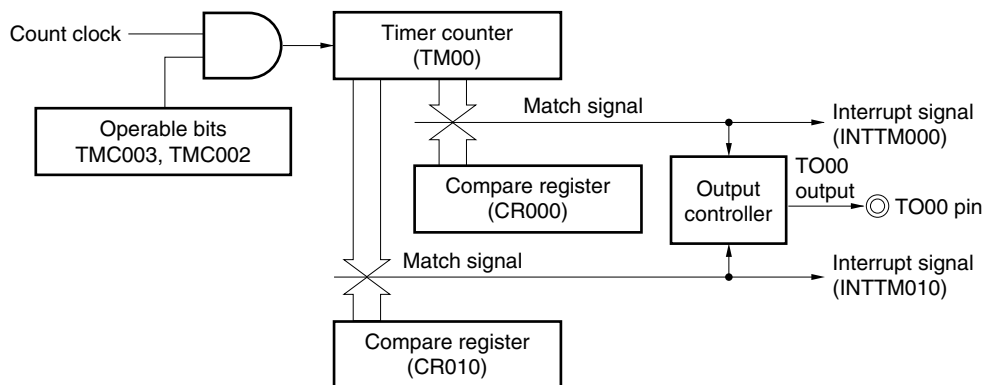 Count clock
Timer counter
(TM00)
Operable bits
TMC003, TMC002
Match signal
Interrupt signal
(INTTM000)
Compare register
(CR000)
Output
controller
TO00
output
TO00 pin
Match signal
Interrupt signal
(INTTM010)
Compare register
(CR010)